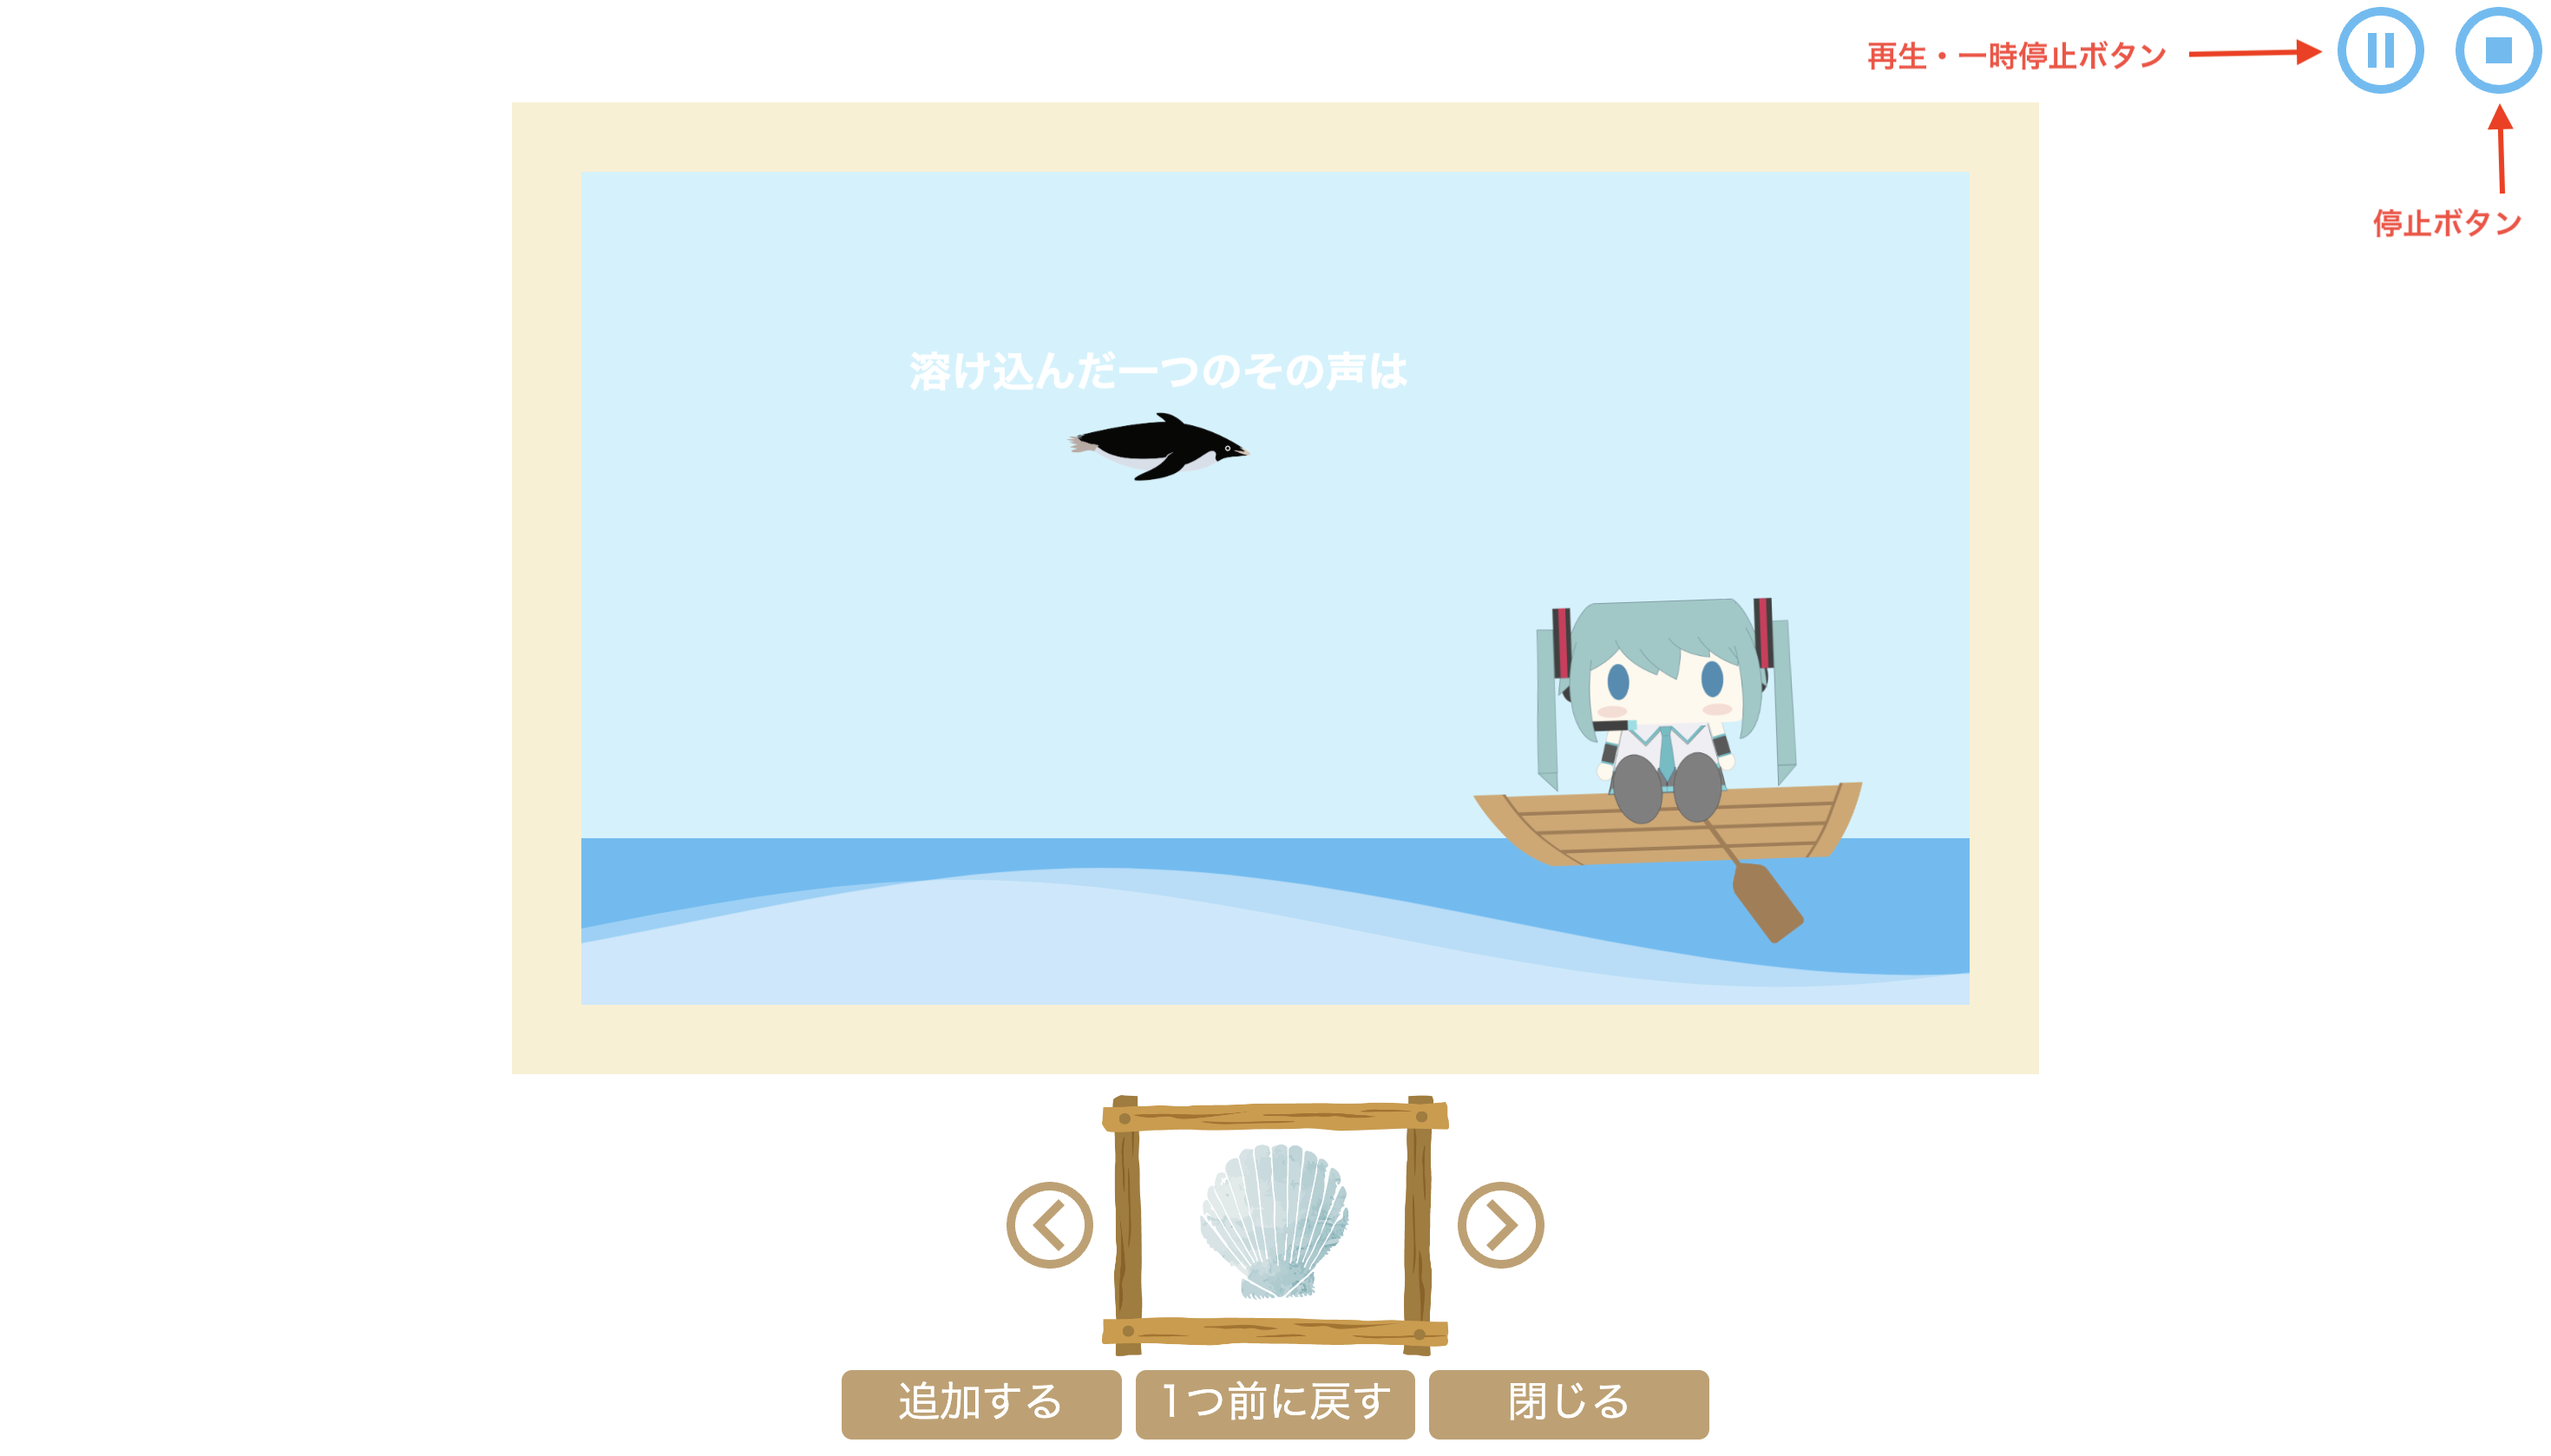 再生・一時停止ボタン
停止ボタン
溶け込んだ一つのその声は
追加する
1つ前に戻す
閉じる